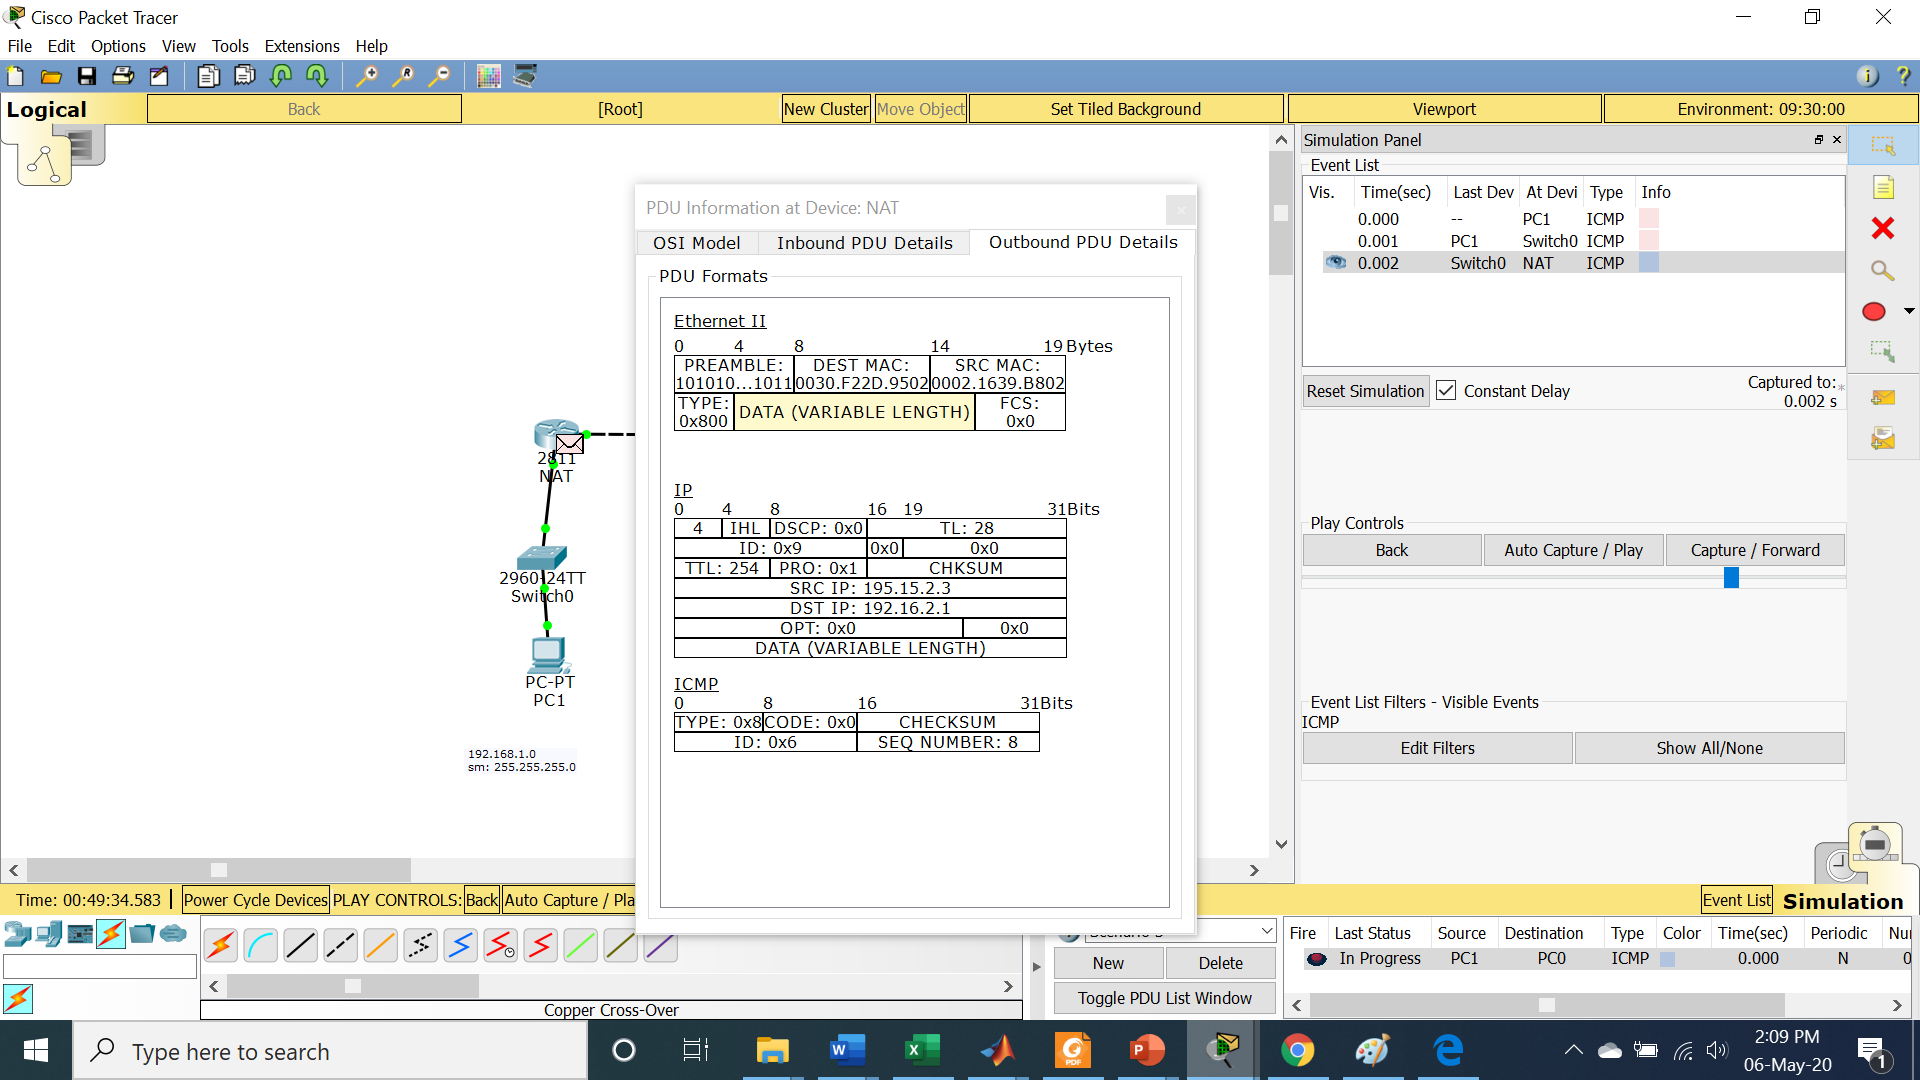 Cisco Packet Tracer
File Edit Options View Tools Extensions Help
Logical Back [Root] New Cluster Move Object Set Tiled Background Viewport Environment: 09:30:00
2811
NAT
2960-24TT
Switch0
PC-PT
PC1
192.168.1.0
sm: 255.255.255.0
PDU Information at Device: NAT
OSI Model Inbound PDU Details Outbound PDU Details
PDU Formats
Ethernet II
0 4 8 14 19 Bytes
PREAMBLE: DEST MAC: SRC MAC:
101010...1011 0030.F22D.9502 0002.1639.B802
TYPE: DATA (VARIABLE LENGTH) FCS:
0x800 0x0
IP
0 4 8 16 19 31 Bits
4 IHL DSCP: 0x0 TL: 28
ID: 0x9 0x0 0x0
TTL: 254 PRO: 0x1 CHKSUM
SRC IP: 195.15.2.3
DST IP: 192.16.2.1
OPT: 0x0 0x0
DATA (VARIABLE LENGTH)
ICMP
0 8 16 31 Bits
TYPE: 0x8 CODE: 0x0 CHECKSUM
ID: 0x6 SEQ NUMBER: 8
Simulation Panel
Event List
Vis. Time(sec) Last Dev At Devi Type Info
0.000 -- PC1 ICMP
0.001 PC1 Switch0 ICMP
0.002 Switch0 NAT ICMP
Reset Simulation Constant Delay Captured to: *
0.002 s
Play Controls
Back Auto Capture / Play Capture / Forward
Event List Filters - Visible Events
ICMP
Edit Filters Show All/None
Time: 00:49:34.583 Power Cycle Devices PLAY CONTROLS: Back Auto Capture / Pla
Event List Simulation
Copper Cross-Over
New Delete
Toggle PDU List Window
Fire Last Status Source Destination Type Color Time(sec) Periodic Nu
In Progress PC1 PC0 ICMP 0.000 N 0
Type here to search
2:09 PM
06-May-20
1